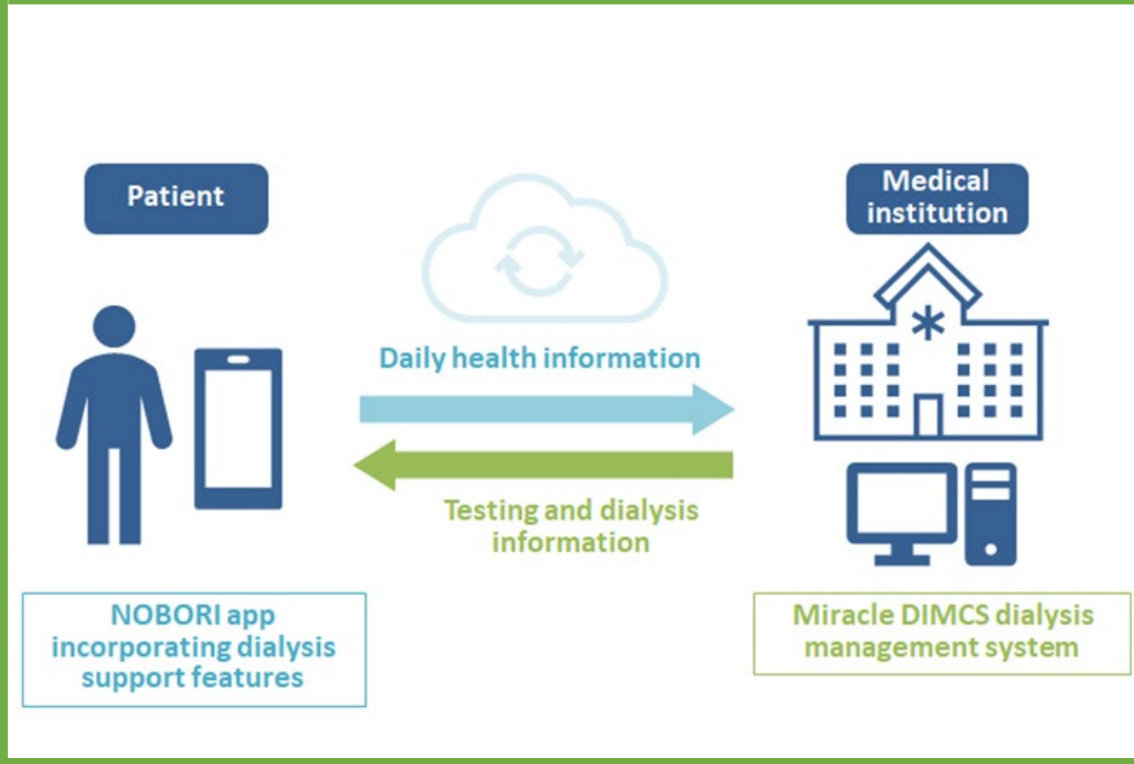 Patient
Medical
institution
Daily health information
Testing and dialysis
information
NOBORI app
incorporating dialysis
support features
Miracle DIMCS dialysis
management system